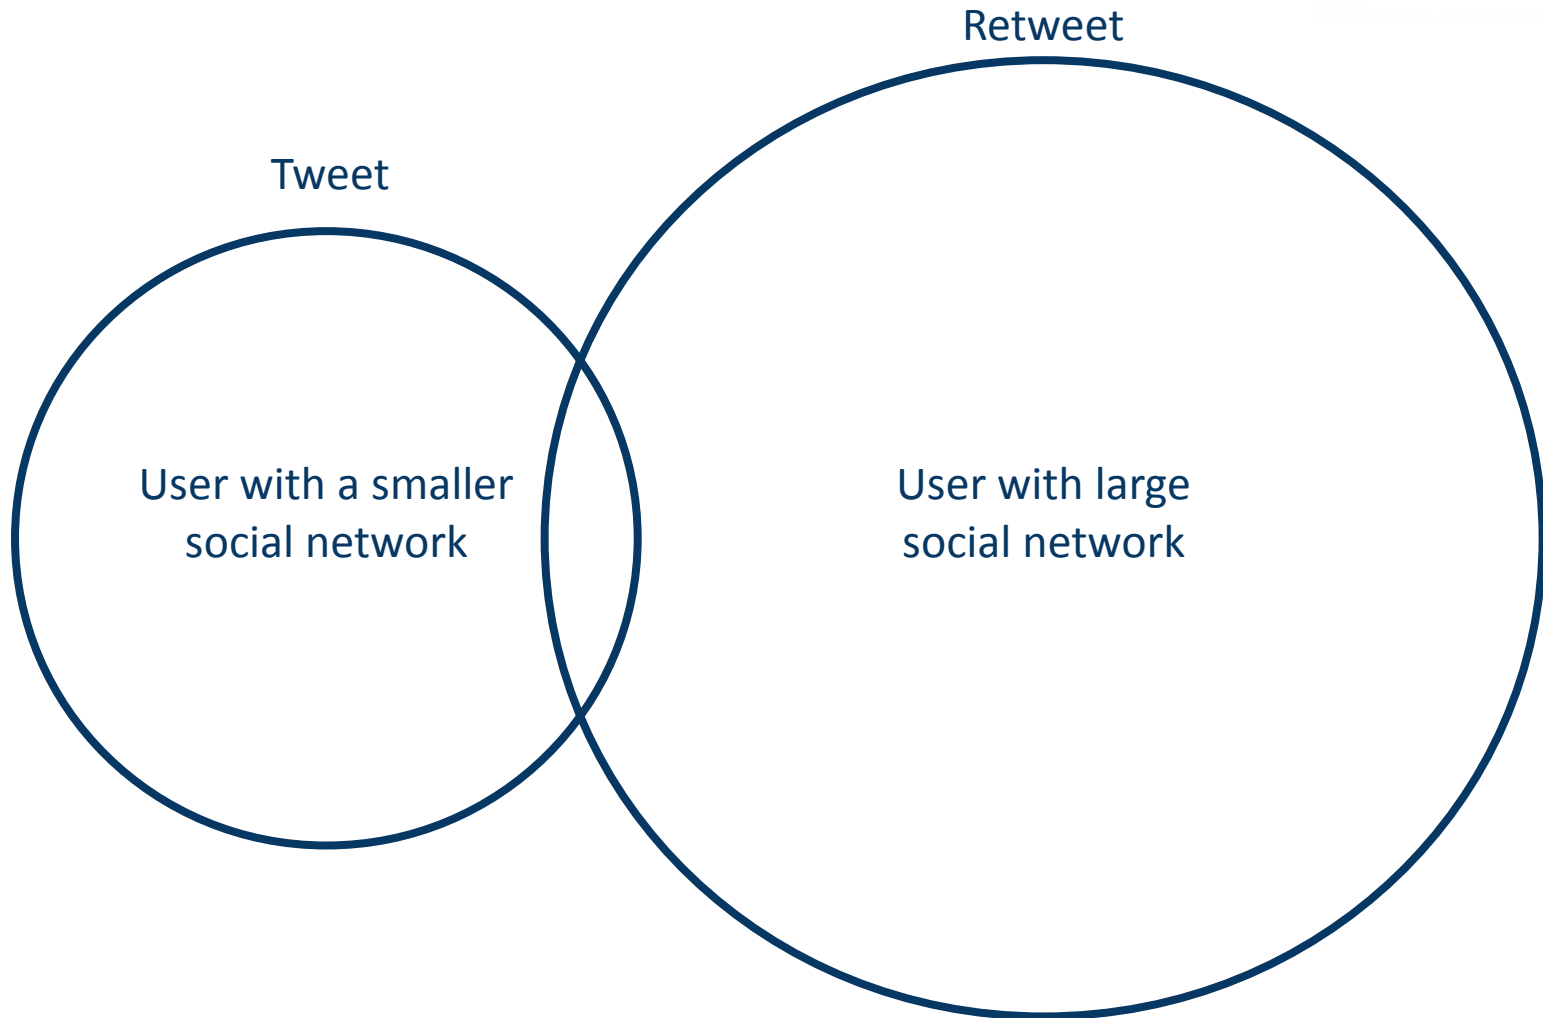 Retweet
Tweet
User with a smaller
social network
User with large
social network